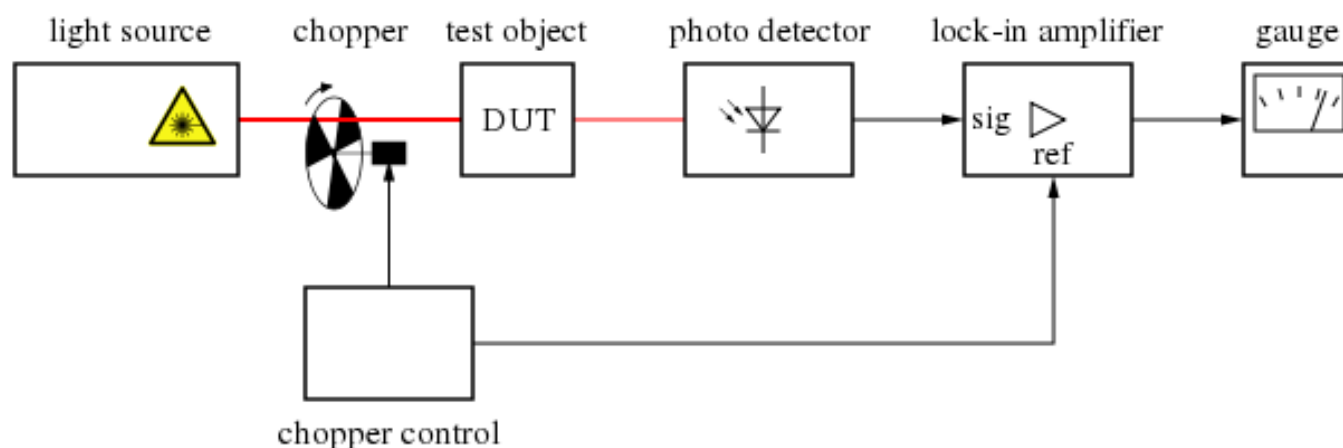 light source
chopper
test object
photo detector
lock-in amplifier
gauge
DUT
sig
ref
chopper control